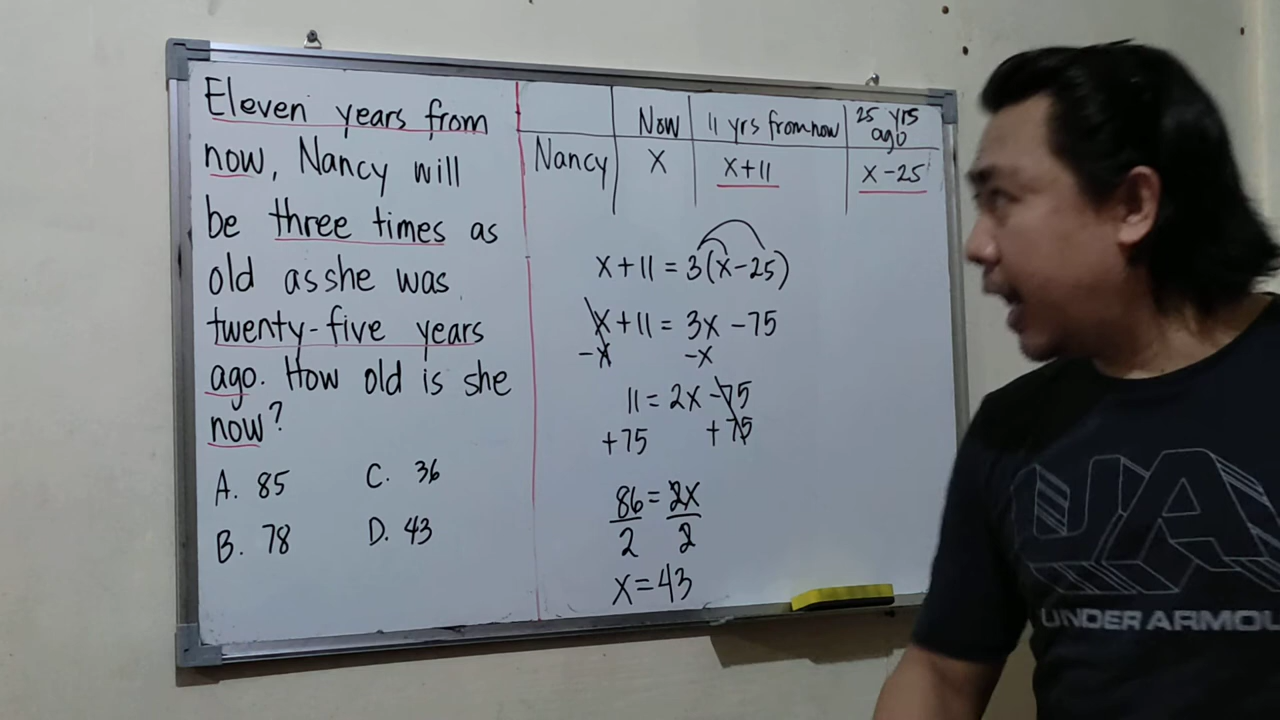 Eleven years from
now, Nancy will
be three times as
old as she was
twenty-five years
ago. How old is she
now?
A. 85 C. 36
B. 78 D. 43
Now 11 yrs from now 25 yrs ago
Nancy x x+11 x-25
x+11 = 3(x-25)
x+11 = 3x-75
-x -x
11 = 2x-75
+75 +75
86 = 2x
2 2
x=43
UA
UNDER ARMOU